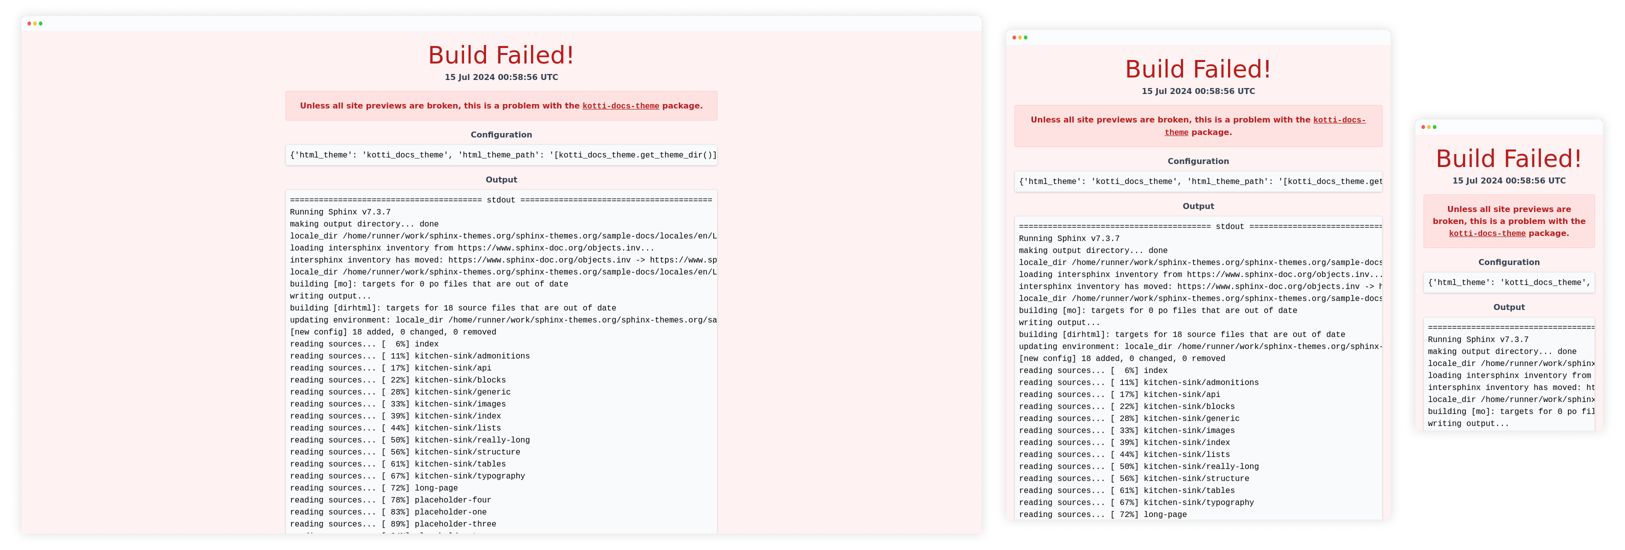 Build Failed!
15 Jul 2024 00:58:56 UTC
Unless all site previews are broken, this is a problem with the kotti-docs-theme package.
Configuration
{'html_theme': 'kotti_docs_theme', 'html_theme_path': '[kotti_docs_theme.get_theme_dir()]
Output
======================================== stdout ========================================
Running Sphinx v7.3.7
making output directory... done
locale_dir /home/runner/work/sphinx-themes.org/sphinx-themes.org/sample-docs/locales/en/L
loading intersphinx inventory from https://www.sphinx-doc.org/objects.inv...
intersphinx inventory has moved: https://www.sphinx-doc.org/objects.inv -> https://www.sp
locale_dir /home/runner/work/sphinx-themes.org/sphinx-themes.org/sample-docs/locales/en/L
building [mo]: targets for 0 po files that are out of date
writing output...
building [dirhtml]: targets for 18 source files that are out of date
updating environment: locale_dir /home/runner/work/sphinx-themes.org/sphinx-themes.org/sa
[new config] 18 added, 0 changed, 0 removed
reading sources... [  6%] index
reading sources... [ 11%] kitchen-sink/admonitions
reading sources... [ 17%] kitchen-sink/api
reading sources... [ 22%] kitchen-sink/blocks
reading sources... [ 28%] kitchen-sink/generic
reading sources... [ 33%] kitchen-sink/images
reading sources... [ 39%] kitchen-sink/index
reading sources... [ 44%] kitchen-sink/lists
reading sources... [ 50%] kitchen-sink/really-long
reading sources... [ 56%] kitchen-sink/structure
reading sources... [ 61%] kitchen-sink/tables
reading sources... [ 67%] kitchen-sink/typography
reading sources... [ 72%] long-page
reading sources... [ 78%] placeholder-four
reading sources... [ 83%] placeholder-one
reading sources... [ 89%] placeholder-three
Build Failed!
15 Jul 2024 00:58:56 UTC
Unless all site previews are broken, this is a problem with the kotti-docs-
theme package.
Configuration
{'html_theme': 'kotti_docs_theme', 'html_theme_path': '[kotti_docs_theme.get
Output
======================================== stdout =============================
Running Sphinx v7.3.7
making output directory... done
locale_dir /home/runner/work/sphinx-themes.org/sphinx-themes.org/sample-docs
loading intersphinx inventory from https://www.sphinx-doc.org/objects.inv...
intersphinx inventory has moved: https://www.sphinx-doc.org/objects.inv -> h
locale_dir /home/runner/work/sphinx-themes.org/sphinx-themes.org/sample-docs
building [mo]: targets for 0 po files that are out of date
writing output...
building [dirhtml]: targets for 18 source files that are out of date
updating environment: locale_dir /home/runner/work/sphinx-themes.org/sphinx-
[new config] 18 added, 0 changed, 0 removed
reading sources... [  6%] index
reading sources... [ 11%] kitchen-sink/admonitions
reading sources... [ 17%] kitchen-sink/api
reading sources... [ 22%] kitchen-sink/blocks
reading sources... [ 28%] kitchen-sink/generic
reading sources... [ 33%] kitchen-sink/images
reading sources... [ 39%] kitchen-sink/index
reading sources... [ 44%] kitchen-sink/lists
reading sources... [ 50%] kitchen-sink/really-long
reading sources... [ 56%] kitchen-sink/structure
reading sources... [ 61%] kitchen-sink/tables
reading sources... [ 67%] kitchen-sink/typography
reading sources... [ 72%] long-page
Build Failed!
15 Jul 2024 00:58:56 UTC
Unless all site previews are
broken, this is a problem with the
kotti-docs-theme package.
Configuration
{'html_theme': 'kotti_docs_theme',
Output
===================================
Running Sphinx v7.3.7
making output directory... done
locale_dir /home/runner/work/sphinx
loading intersphinx inventory from
intersphinx inventory has moved: ht
locale_dir /home/runner/work/sphinx
building [mo]: targets for 0 po fil
writing output...